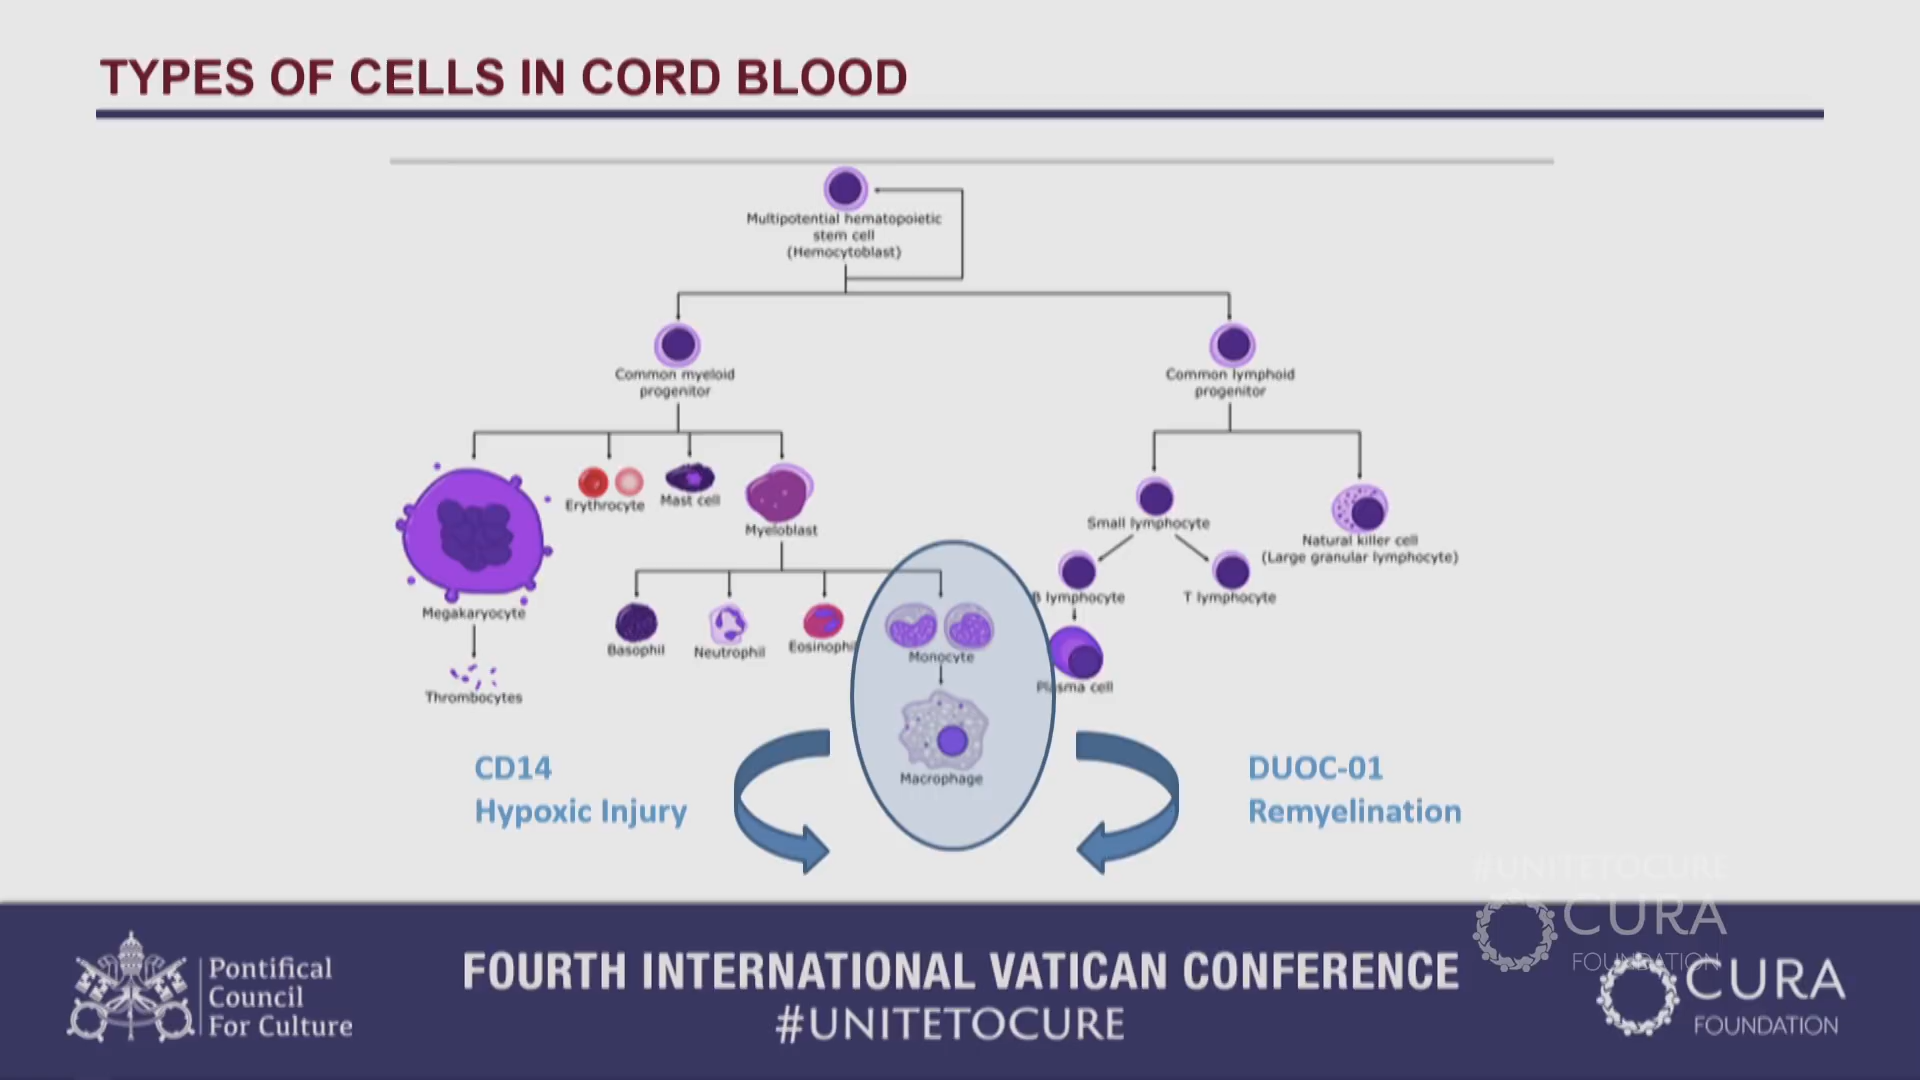 TYPES OF CELLS IN CORD BLOOD
Multipotential hematopoietic
stem cell
(Hemocytoblast)
Common myeloid
progenitor
Common lymphoid
progenitor
Erythrocyte
Mast cell
Myeloblast
Megakaryocyte
Thrombocytes
Basophil
Neutrophil
Eosinophil
Monocyte
Macrophage
Small lymphocyte
Natural killer cell
(Large granular lymphocyte)
B lymphocyte
T lymphocyte
Plasma cell
CD14
Hypoxic Injury
DUOC-01
Remyelination
#UNITETOCURE
CURA
FOUNDATION
Pontifical
Council
For Culture
FOURTH INTERNATIONAL VATICAN CONFERENCE
#UNITETOCURE
CURA
FOUNDATION